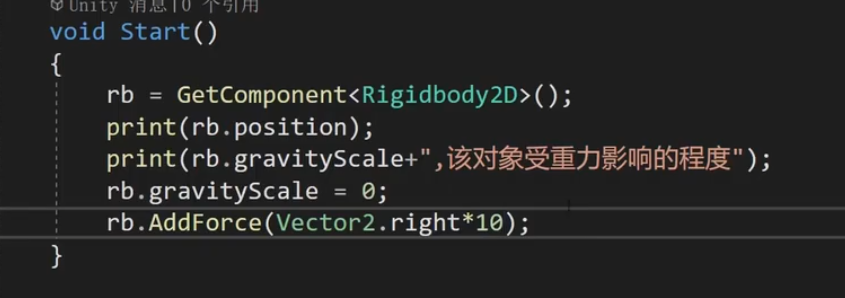 Unity 消息|0 个引用
void Start()
{
rb = GetComponent<Rigidbody2D>();
print(rb.position);
print(rb.gravityScale+",该对象受重力影响的程度");
rb.gravityScale = 0;
rb.AddForce(Vector2.right*10);
}